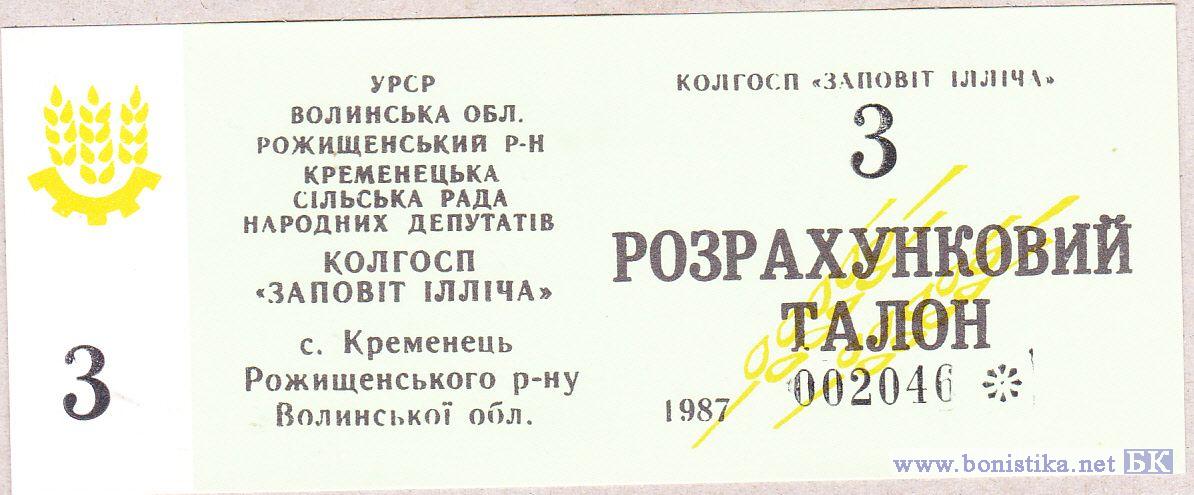 УРСР
ВОЛИНСЬКА ОБЛ.
РОЖИЩЕНСЬКИЙ Р-Н
КРЕМЕНЕЦЬКА
СІЛЬСЬКА РАДА
НАРОДНИХ ДЕПУТАТІВ
КОЛГОСП
«ЗАПОВІТ ІЛЛІЧА»
с. Кременець
Рожищенського р-ну
Волинської обл.
3
КОЛГОСП «ЗАПОВІТ ІЛЛІЧА»
3
РОЗРАХУНКОВИЙ
ТАЛОН
1987 002046 *
www.bonistika.net БК